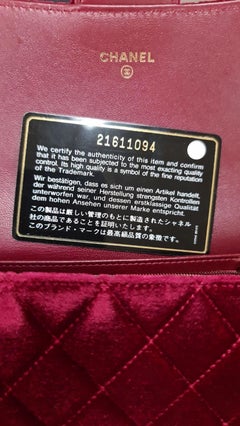 CHANEL
21611094
We certify the authenticity of this item and confirm
that it has been subjected to the most exacting quality
control. Its high quality is a symbol of the fine reputation
of the Trademark.
Wir bestätigen, dass es sich um einen Artikel handelt,
der während seiner Herstellung strengsten Kontrollen
unterworfen war, und dessen erstklassige Qualität
den Ruhm unserer Marke entspricht.
この製品は厳しい管理のもとに製造されたシャネル
社の商品であることを証明いたします。
このブランド・マークは最高級品質の象徴です。